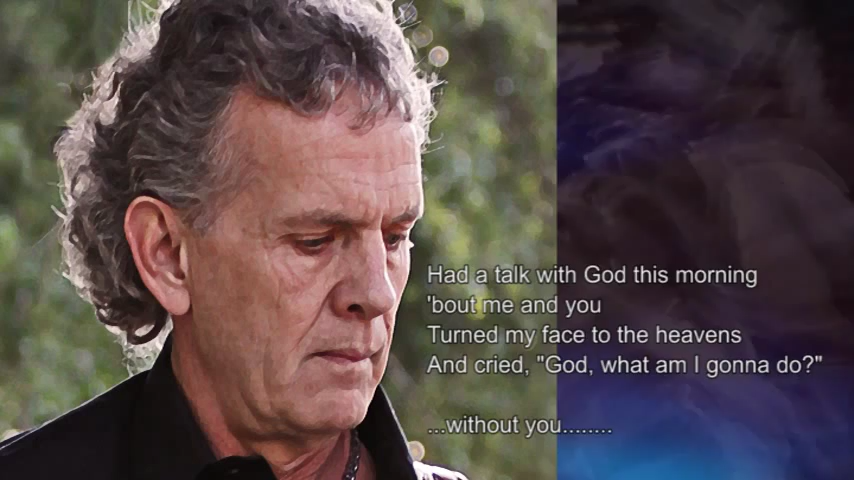 Had a talk with God this morning
'bout me and you
Turned my face to the heavens
And cried, "God, what am I gonna do?"
...without you........